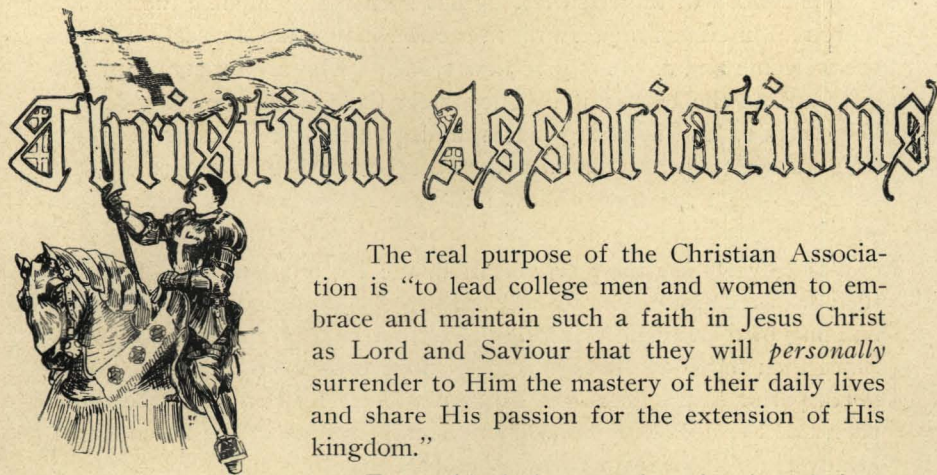 Christian Associations
The real purpose of the Christian Associa-
tion is “to lead college men and women to em-
brace and maintain such a faith in Jesus Christ
as Lord and Saviour that they will personally
surrender to Him the mastery of their daily lives
and share His passion for the extension of His
kingdom.”